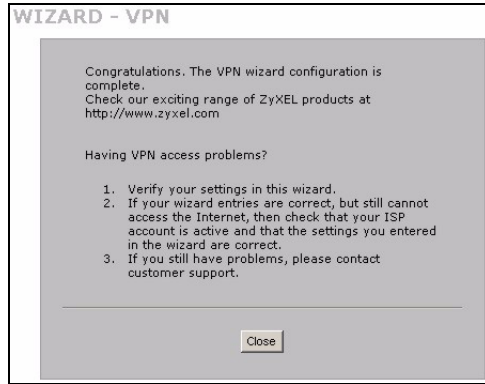 WIZARD - VPN
Congratulations. The VPN wizard configuration is
complete.
Check our exciting range of ZyXEL products at
http://www.zyxel.com
Having VPN access problems?
1. Verify your settings in this wizard.
2. If your wizard entries are correct, but still cannot
access the Internet, then check that your ISP
account is active and that the settings you entered
in the wizard are correct.
3. If you still have problems, please contact
customer support.
Close